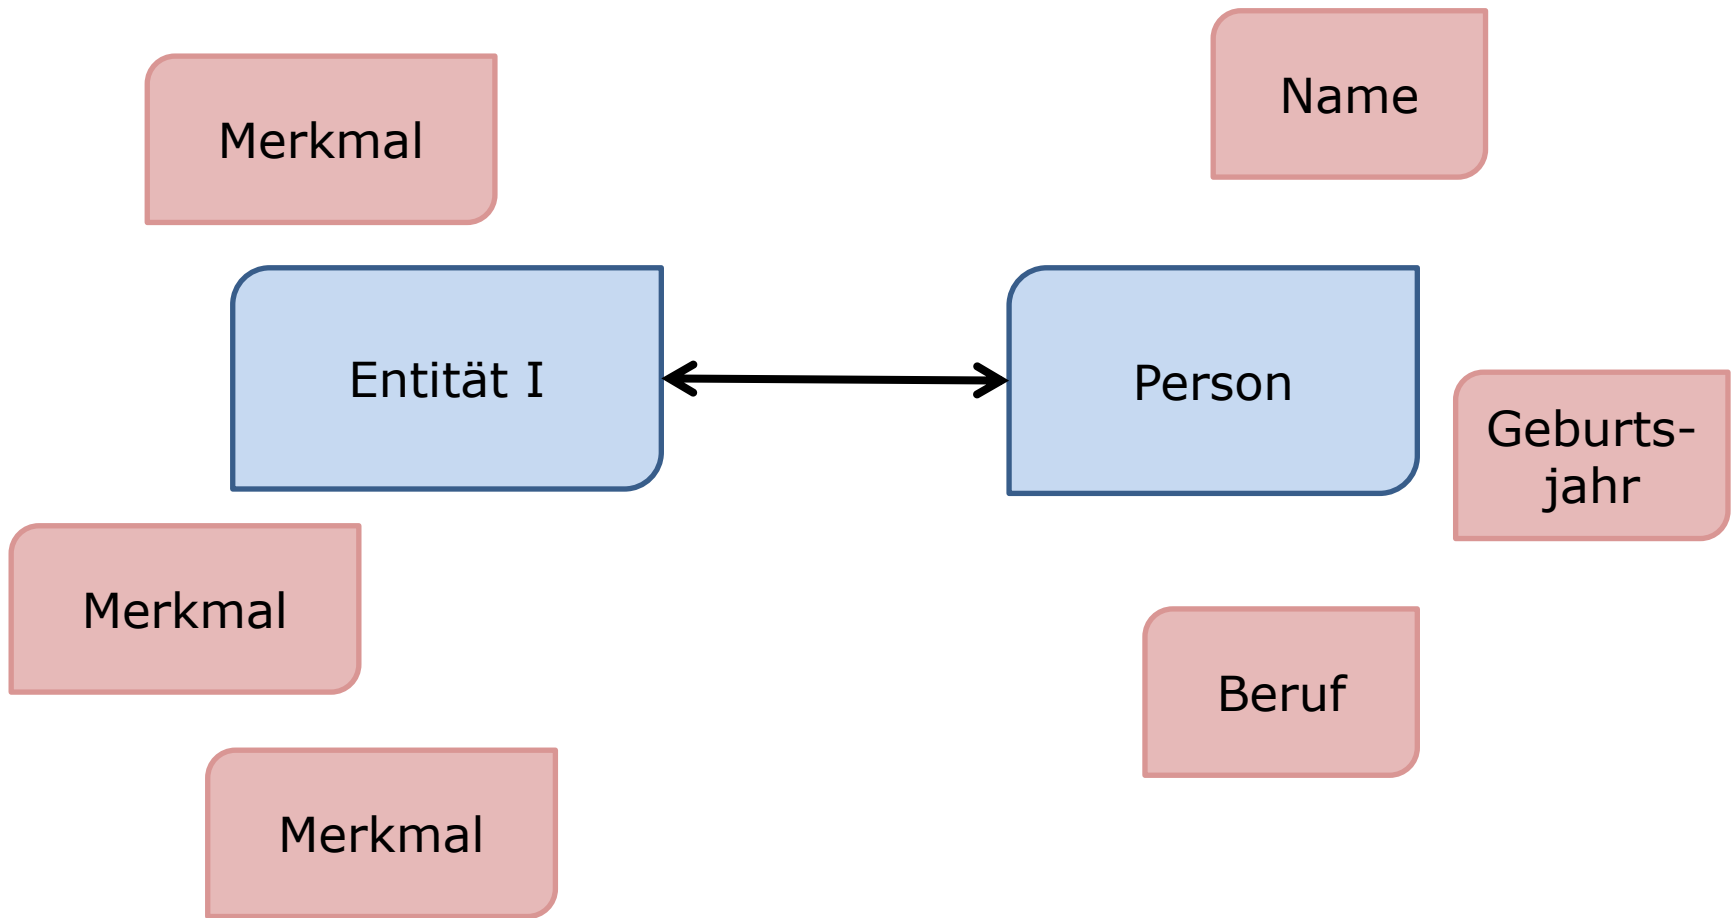 Name
Merkmal
Entität I
Person
Geburts-
jahr
Merkmal
Beruf
Merkmal